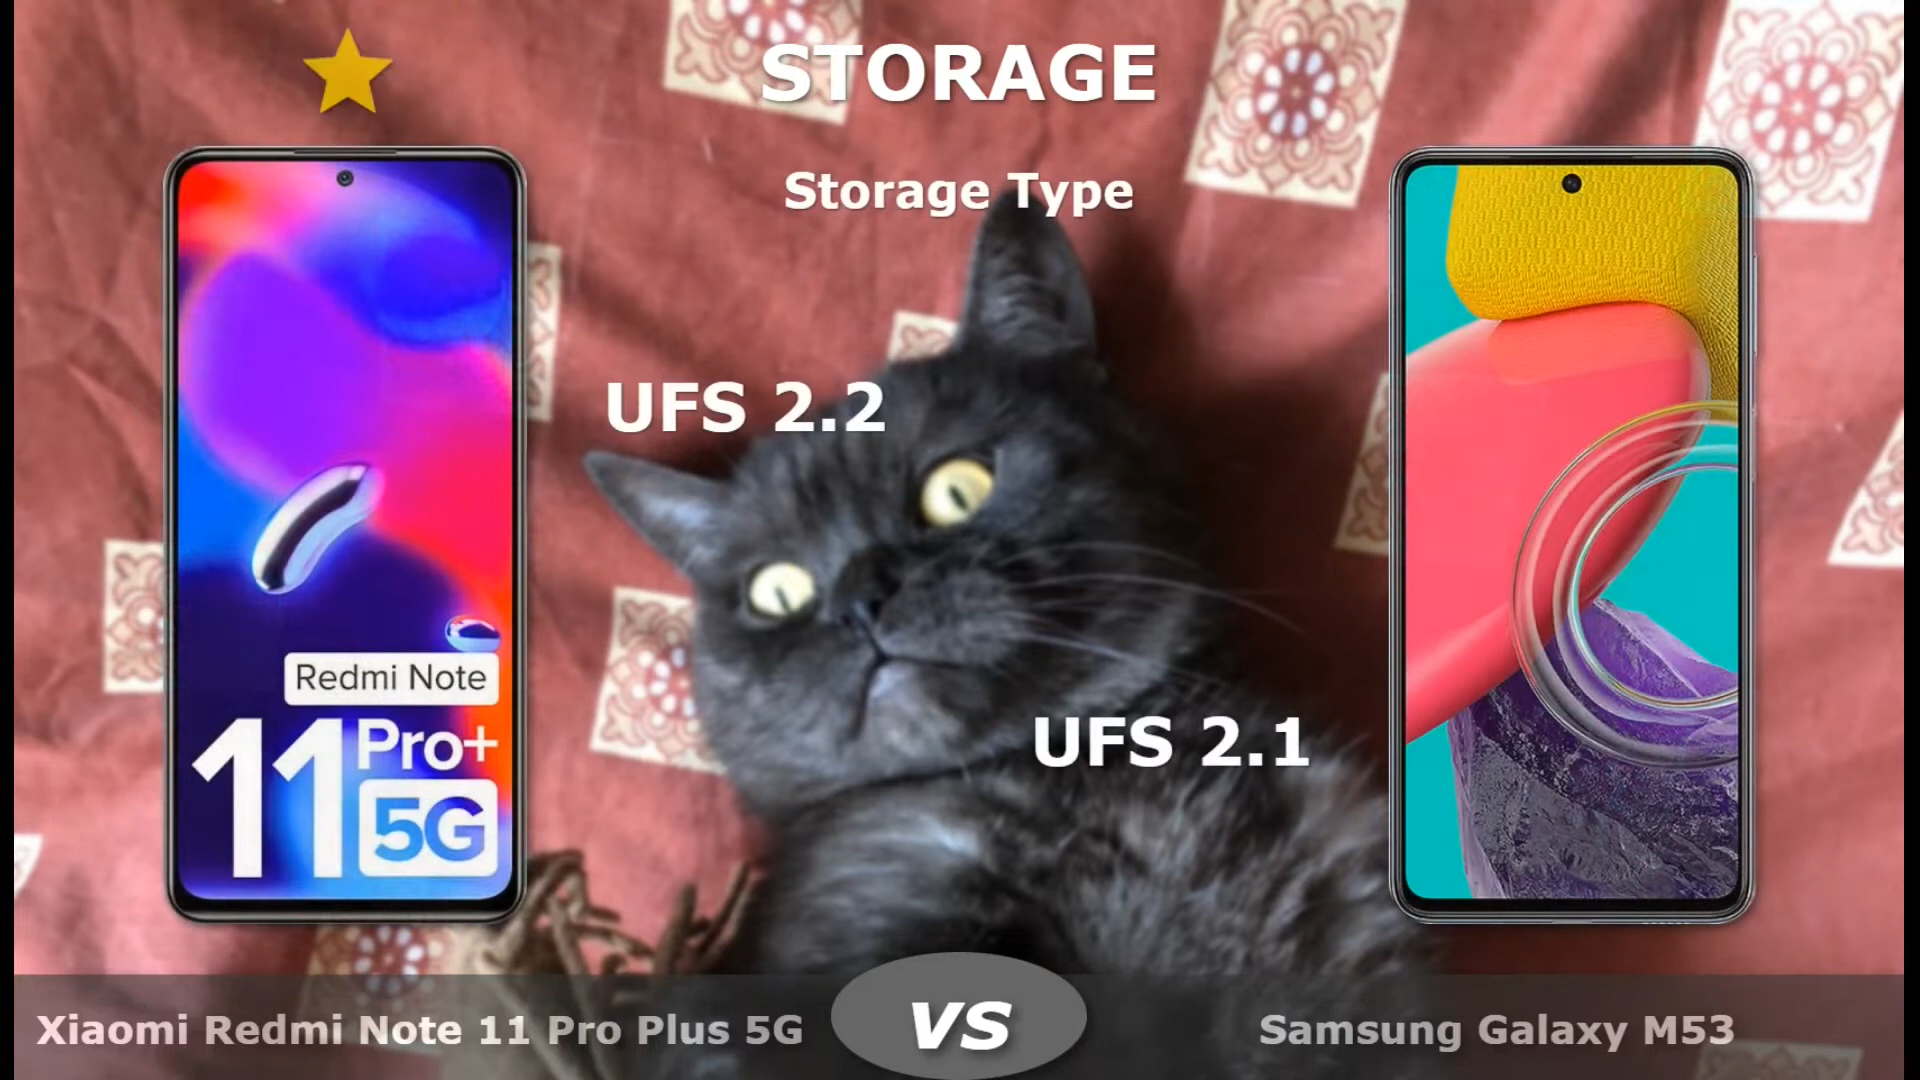 STORAGE
Storage Type
UFS 2.2
UFS 2.1
Redmi Note
11 Pro+
5G
Xiaomi Redmi Note 11 Pro Plus 5G
VS
Samsung Galaxy M53